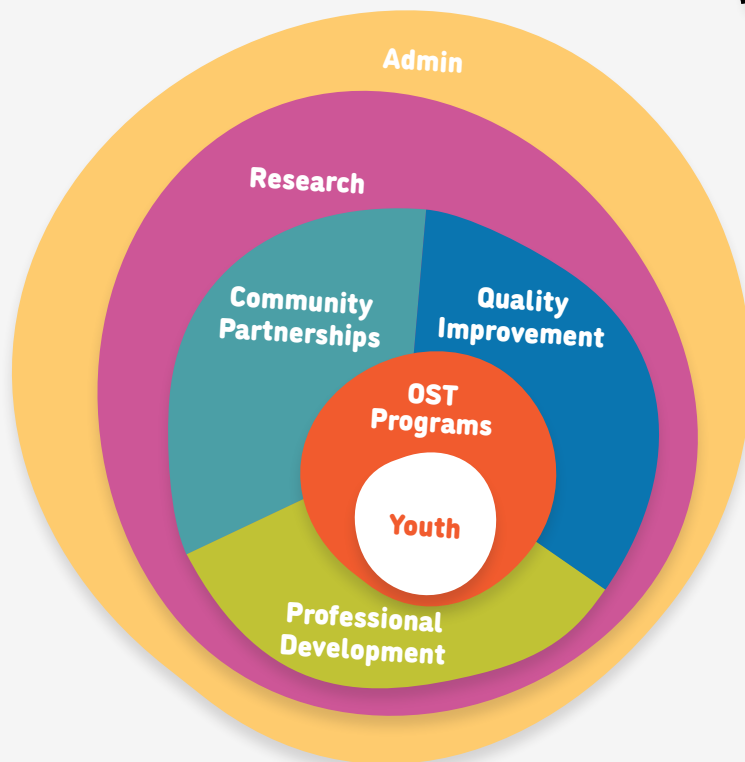 Admin
Research
Community
Partnerships
Quality
Improvement
OST
Programs
Youth
Professional
Development